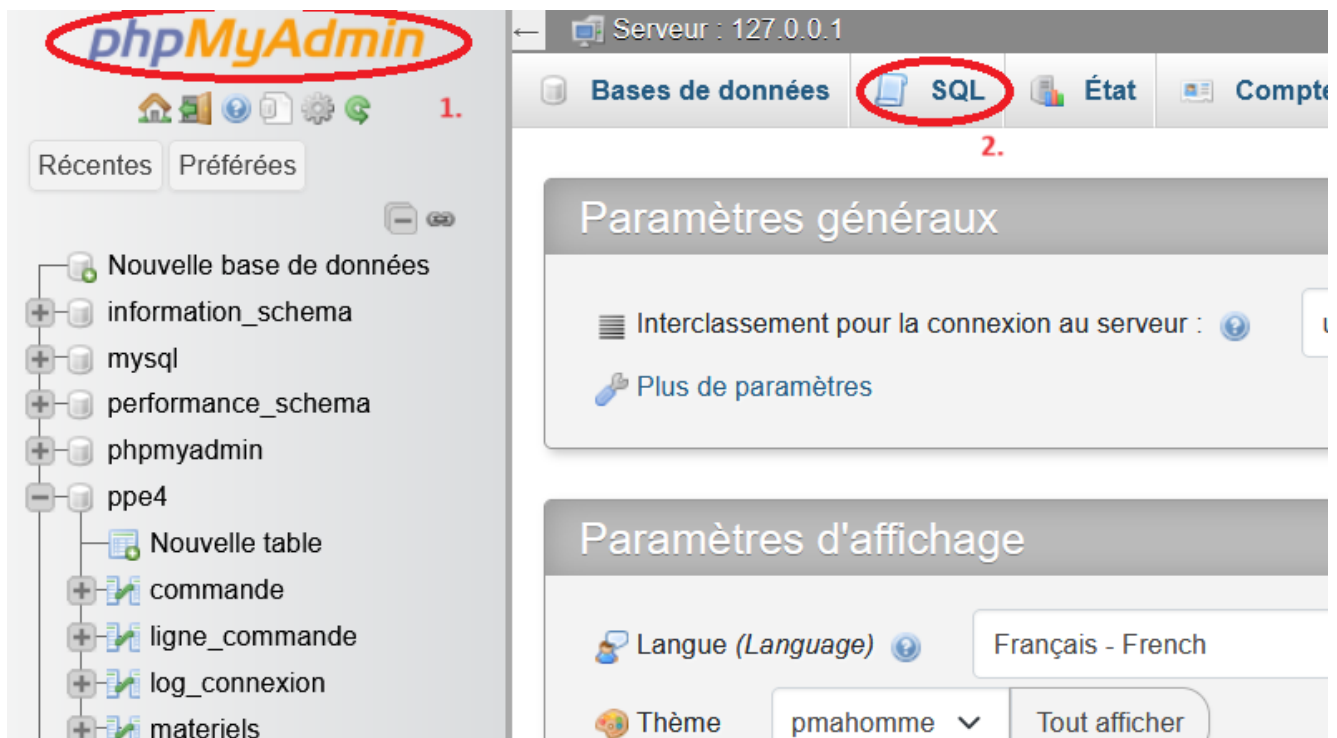 phpMyAdmin
1.
Récentes Préférées
Nouvelle base de données
information_schema
mysql
performance_schema
phpmyadmin
ppe4
Nouvelle table
commande
ligne_commande
log_connexion
materiels
← Serveur : 127.0.0.1
Bases de données SQL État Compte
2.
Paramètres généraux
Interclassement pour la connexion au serveur : u
Plus de paramètres
Paramètres d'affichage
Langue (Language) Français - French
Thème pmahomme Tout afficher